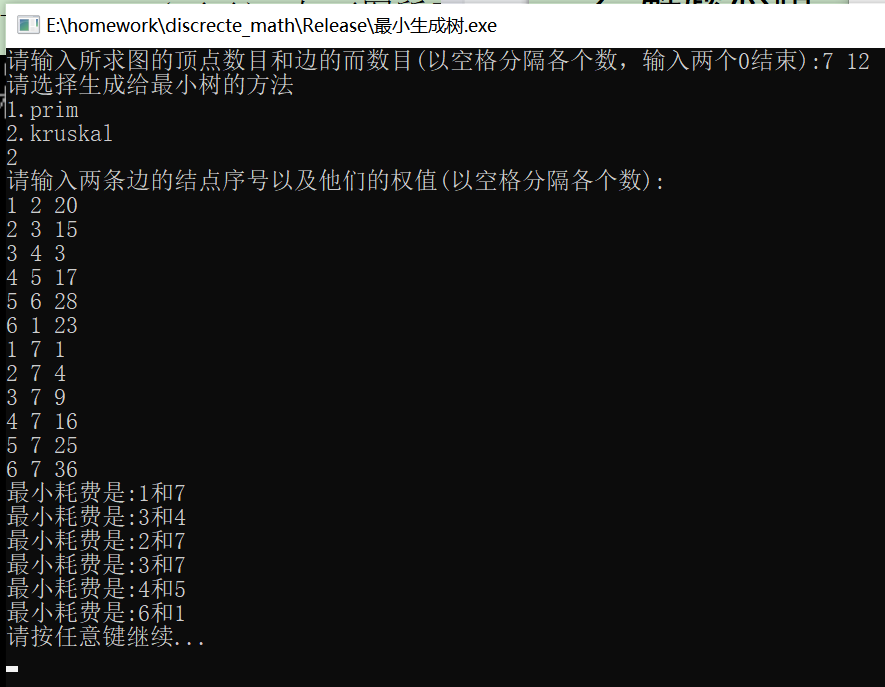 E:\homework\discrecte_math\Release\最小生成树.exe
请输入所求图的顶点数目和边的而数目(以空格分隔各个数，输入两个0结束):7 12
请选择生成给最小树的方法
1.prim
2.kruskal
2
请输入两条边的结点序号以及他们的权值(以空格分隔各个数):
1 2 20
2 3 15
3 4 3
4 5 17
5 6 28
6 1 23
1 7 1
2 7 4
3 7 9
4 7 16
5 7 25
6 7 36
最小耗费是:1和7
最小耗费是:3和4
最小耗费是:2和7
最小耗费是:3和7
最小耗费是:4和5
最小耗费是:6和1
请按任意键继续...